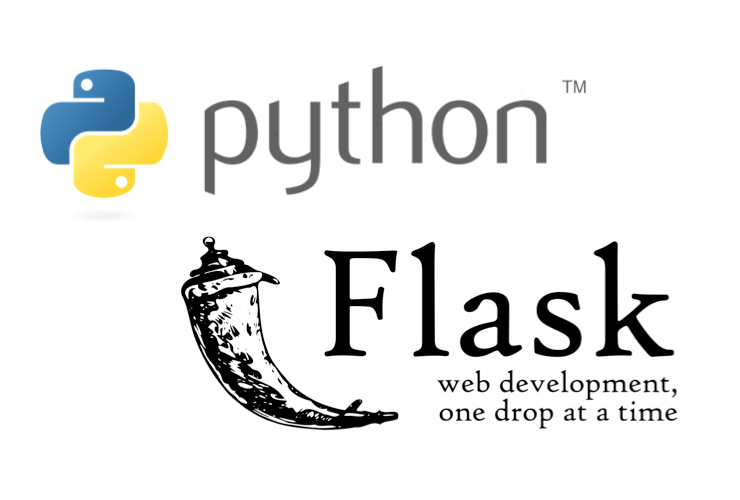 python™
Flask
web development,
one drop at a time